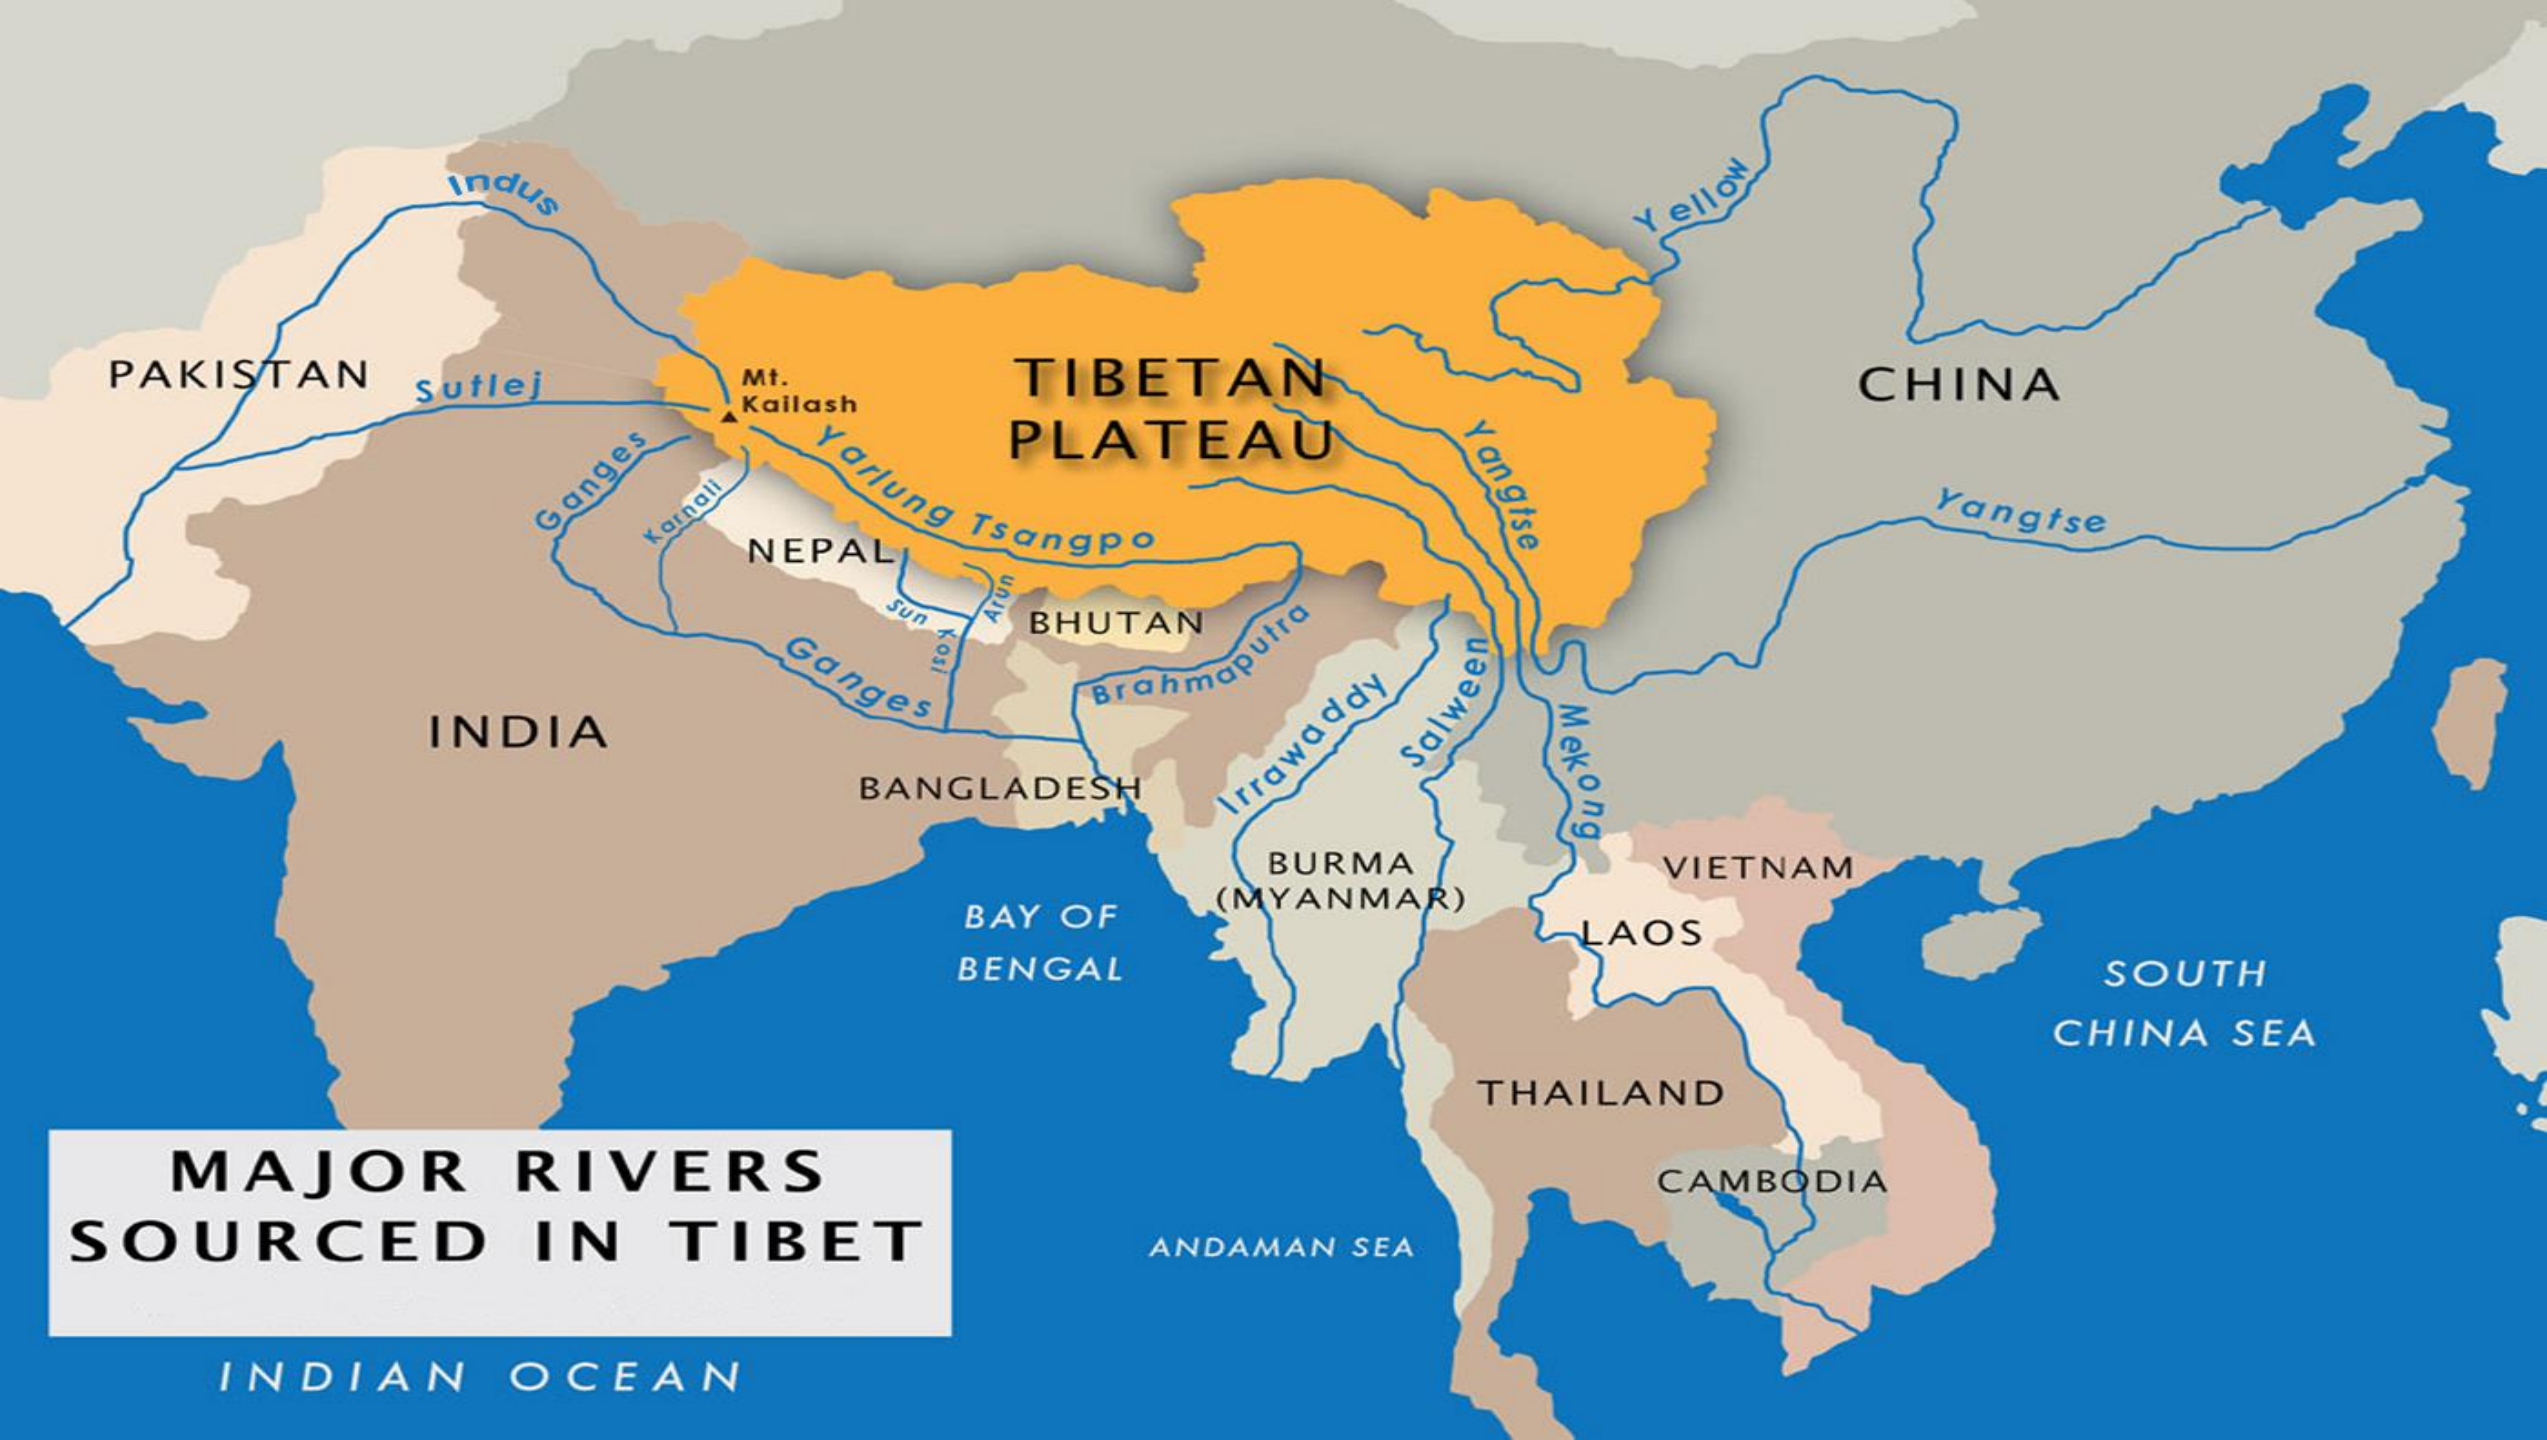 Indus
Yellow
PAKISTAN
Sutlej
Mt.
Kailash
TIBETAN
PLATEAU
CHINA
Ganges
Karnali
Yarlung Tsangpo
Yangtse
Yangtse
NEPAL
Sun Kosi
Arun
BHUTAN
Brahmaputra
Ganges
INDIA
BANGLADESH
Irrawaddy
Salween
Mekong
BURMA
(MYANMAR)
VIETNAM
LAOS
BAY OF
BENGAL
SOUTH
CHINA SEA
THAILAND
CAMBODIA
ANDAMAN SEA
MAJOR RIVERS
SOURCED IN TIBET
INDIAN OCEAN